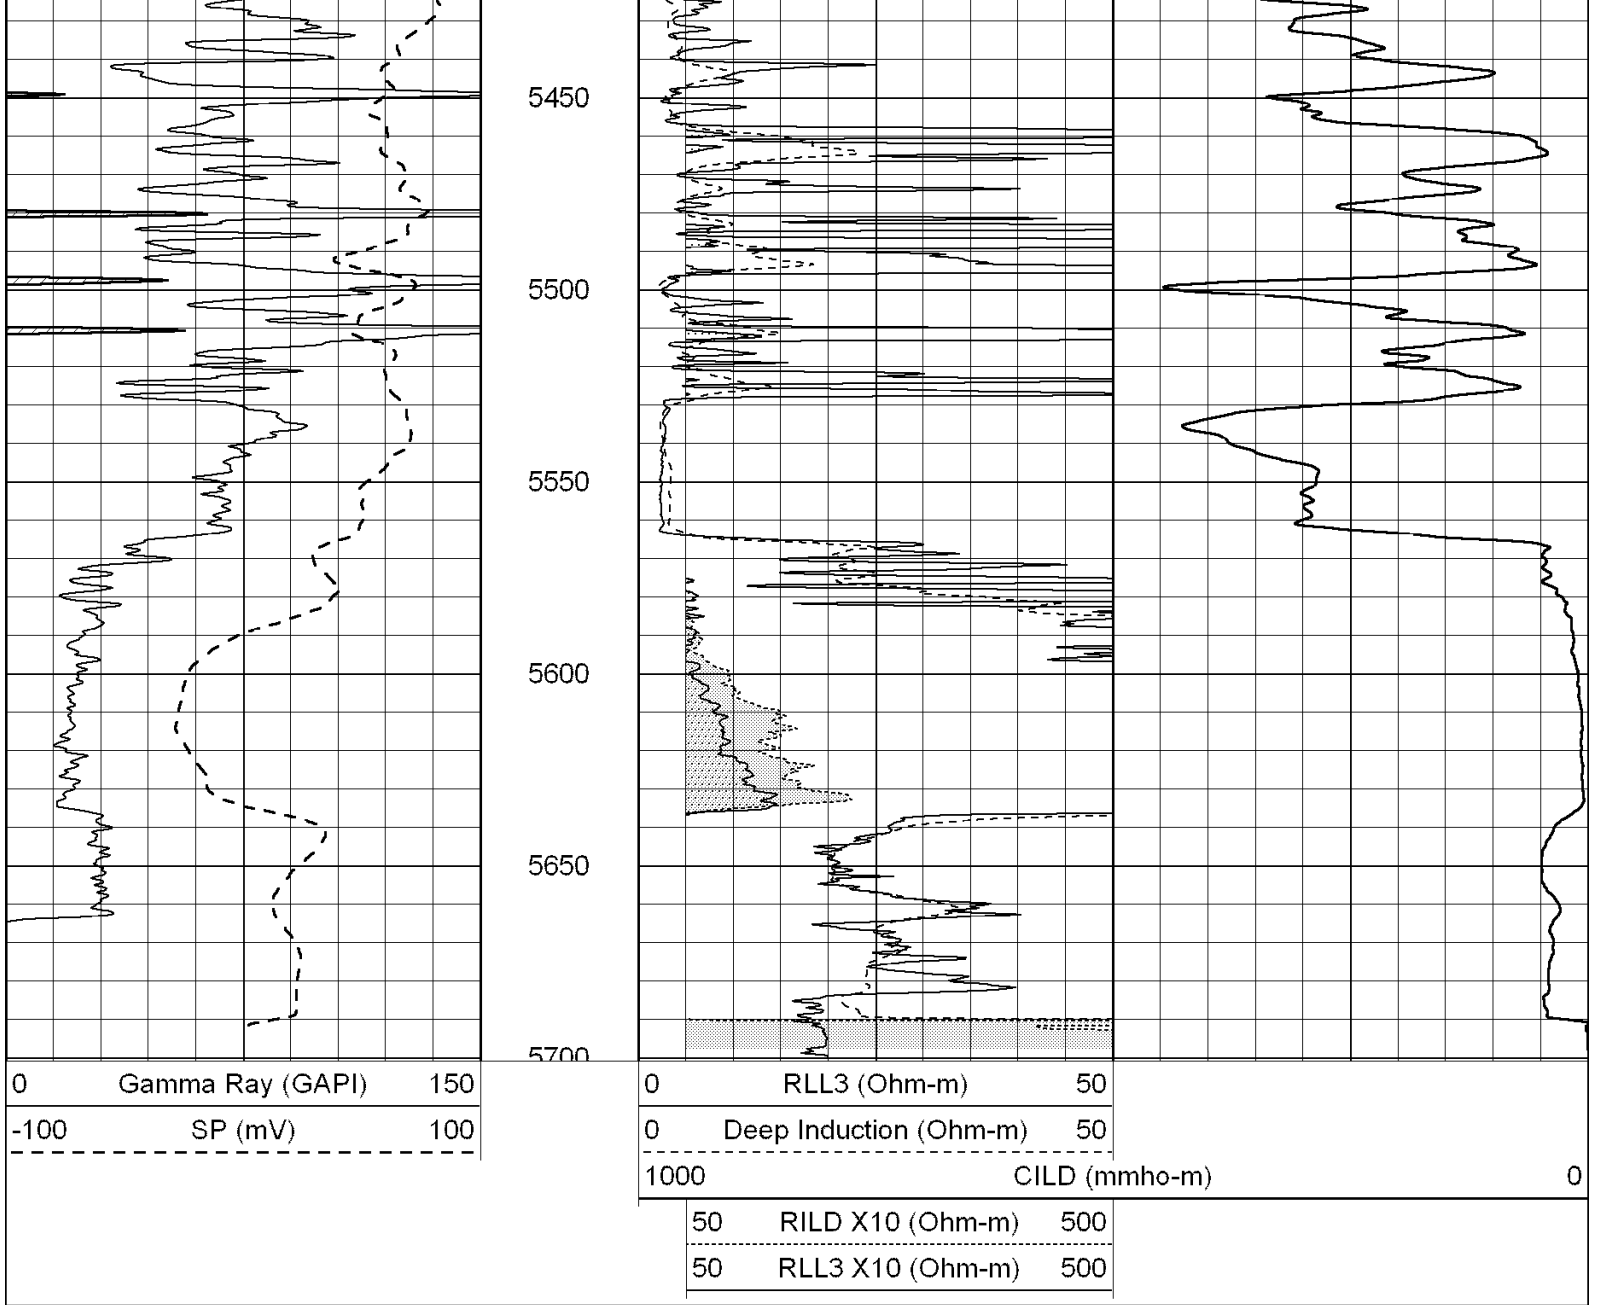 5450
5500
5550
5600
5650
5700
0 Gamma Ray (GAPI) 150
-100 SP (mV) 100
0 RLL3 (Ohm-m) 50
0 Deep Induction (Ohm-m) 50
1000 CILD (mmho-m) 0
50 RILD X10 (Ohm-m) 500
50 RLL3 X10 (Ohm-m) 500